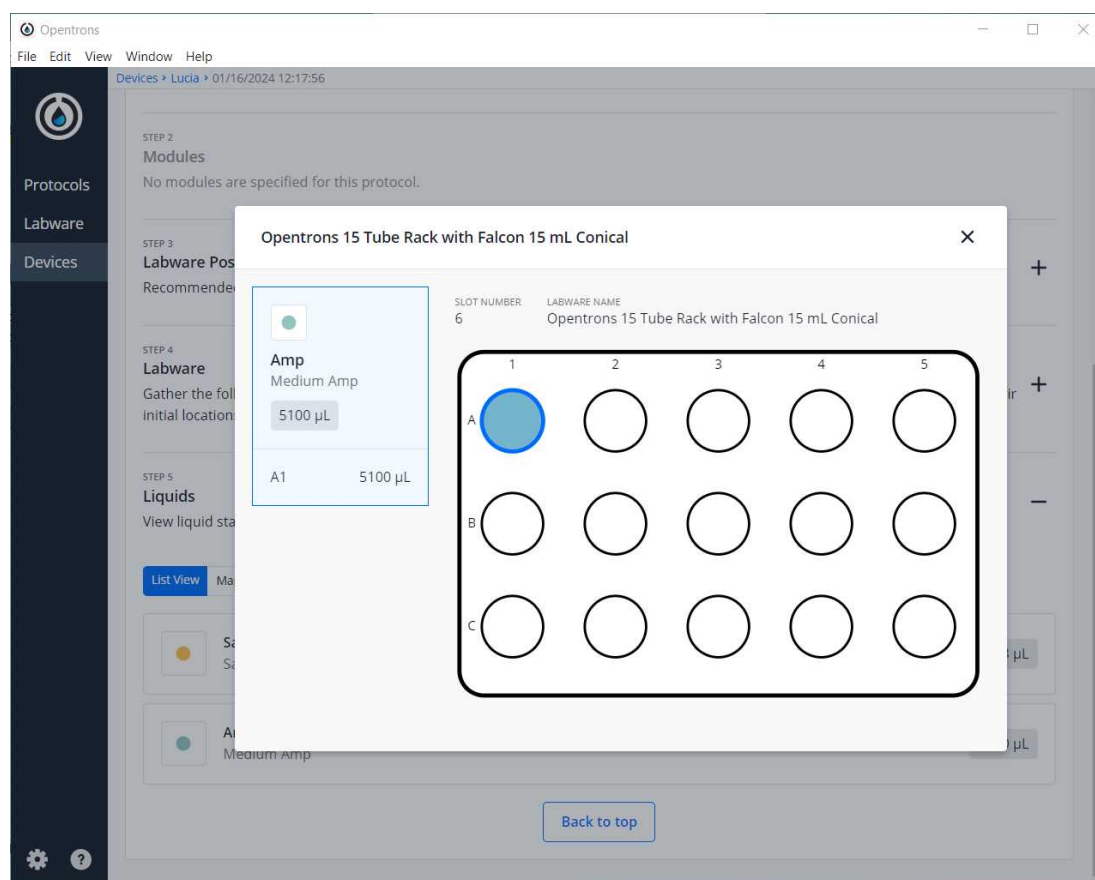 Opentrons
File Edit View Window Help
Devices › Lucia › 01/16/2024 12:17:56
Protocols
Labware
Devices
STEP 2
Modules
No modules are specified for this protocol.
STEP 3
Labware Pos
Recommende
STEP 4
Labware
Gather the foll
ir
initial location
STEP 5
Liquids
View liquid sta
List View Ma
Sa
Sa
µL
A
Medium Amp
µL
Back to top
Opentrons 15 Tube Rack with Falcon 15 mL Conical
Amp
Medium Amp
5100 µL
A1 5100 µL
SLOT NUMBER LABWARE NAME
6 Opentrons 15 Tube Rack with Falcon 15 mL Conical
1 2 3 4 5
A
B
C